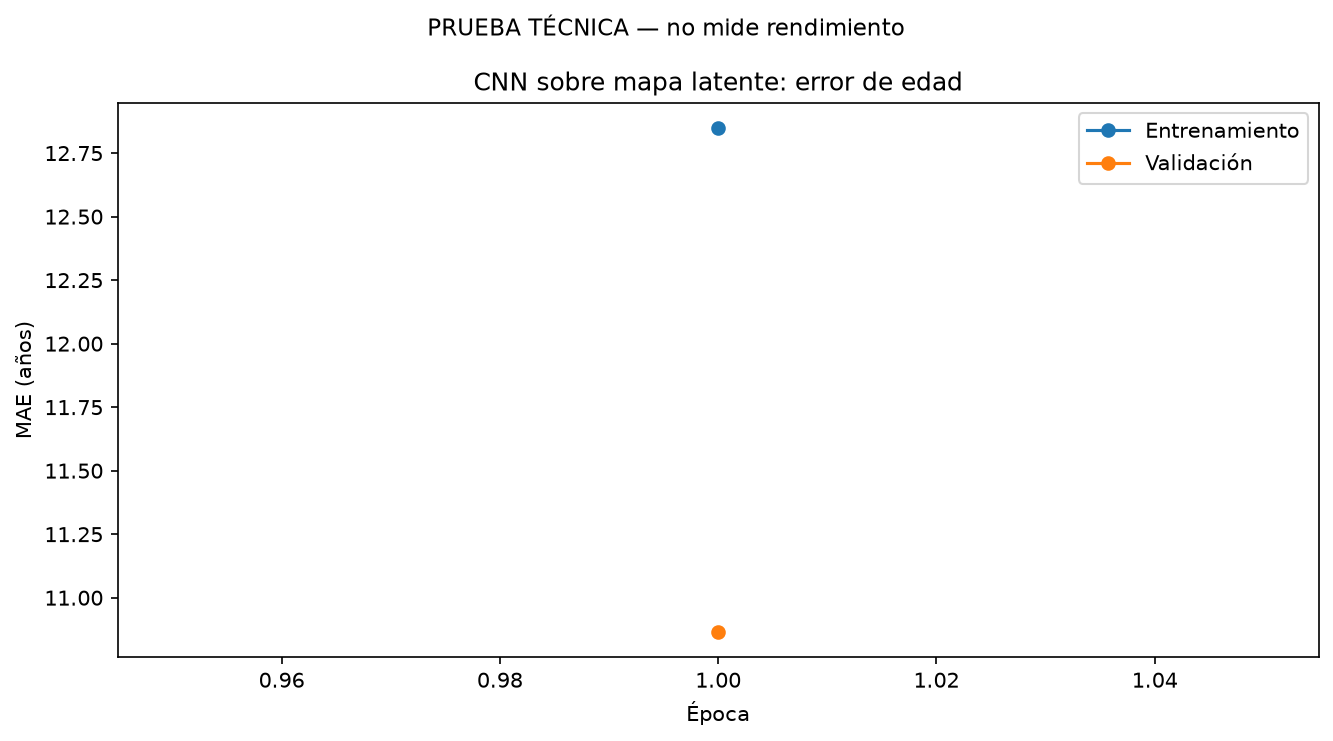 PRUEBA TÉCNICA — no mide rendimiento
CNN sobre mapa latente: error de edad
Entrenamiento
Validación
MAE (años)
12.75
12.50
12.25
12.00
11.75
11.50
11.25
11.00
0.96 0.98 1.00 1.02 1.04
Época